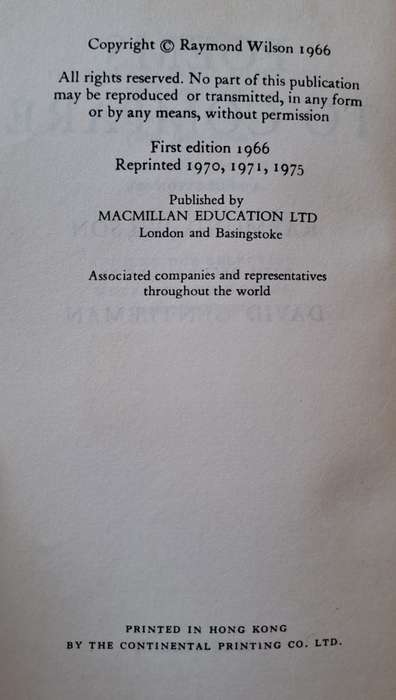 Copyright © Raymond Wilson 1966
All rights reserved. No part of this publication
may be reproduced or transmitted, in any form
or by any means, without permission
First edition 1966
Reprinted 1970, 1971, 1975
Published by
MACMILLAN EDUCATION LTD
London and Basingstoke
Associated companies and representatives
throughout the world
PRINTED IN HONG KONG
BY THE CONTINENTAL PRINTING CO. LTD.